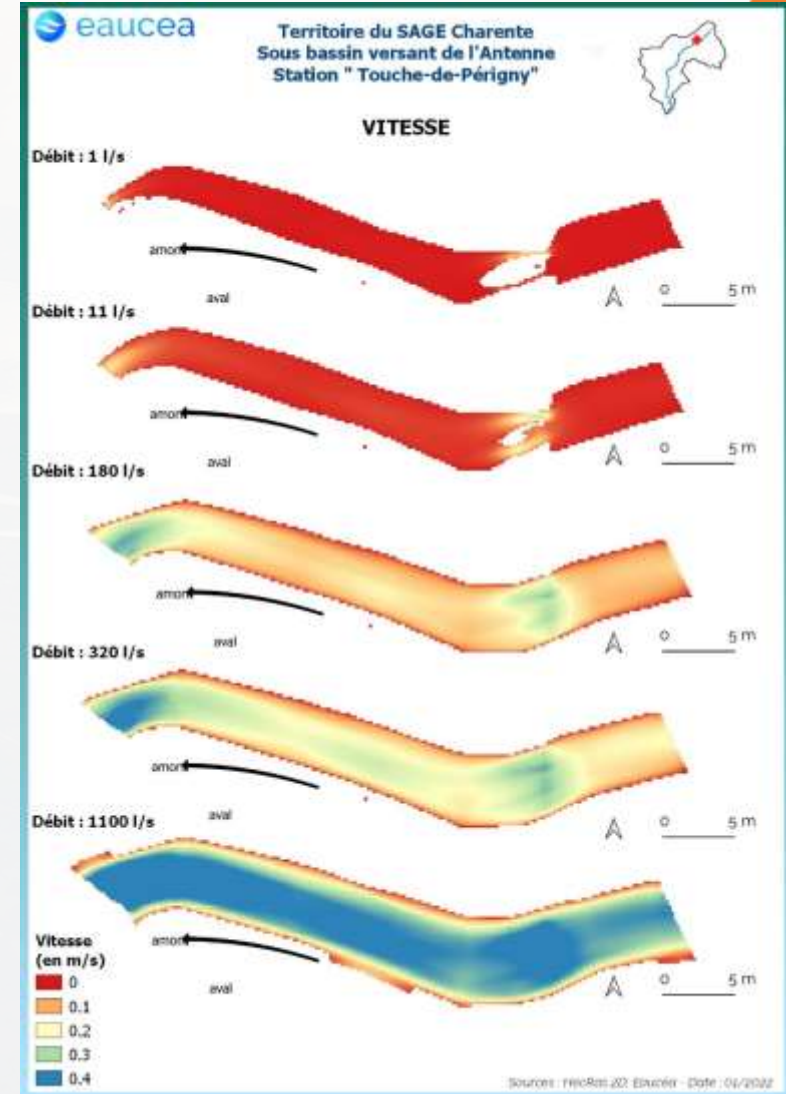 eaucea
Territoire du SAGE Charente
Sous bassin versant de l'Antenne
Station " Touche-de-Périgny"
VITESSE
Débit : 1 l/s
amont
aval
0 5 m
Débit : 11 l/s
amont
aval
0 5 m
Débit : 180 l/s
amont
aval
0 5 m
Débit : 320 l/s
amont
aval
0 5 m
Débit : 1100 l/s
amont
aval
0 5 m
Vitesse
(en m/s)
0
0.1
0.2
0.3
0.4
Sources : HecRas 2D, Eaucéa - Date : 01/2022